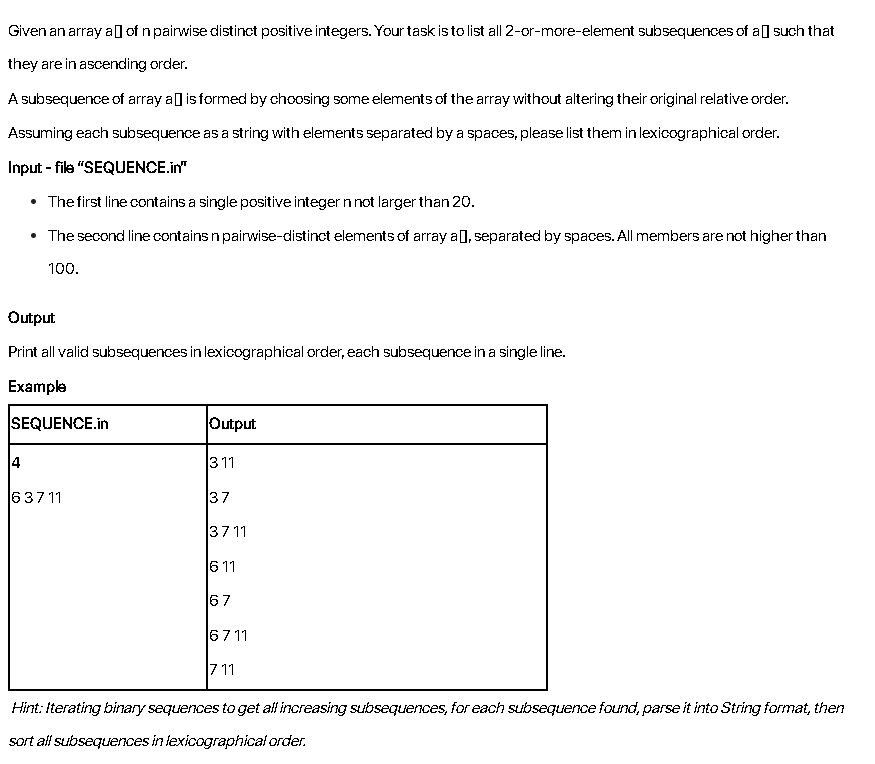 Given an array a[] of n pairwise distinct positive integers. Your task is to list all 2-or-more-element subsequences of a[] such that
they are in ascending order.
A subsequence of array a[] is formed by choosing some elements of the array without altering their original relative order.
Assuming each subsequence as a string with elements separated by a spaces, please list them in lexicographical order.
Input - file “SEQUENCE.in”
• The first line contains a single positive integer n not larger than 20.
• The second line contains n pairwise-distinct elements of array a[], separated by spaces. All members are not higher than
100.
Output
Print all valid subsequences in lexicographical order, each subsequence in a single line.
Example
SEQUENCE.in Output
4 3 11
6 3 7 11 3 7
3 7 11
6 11
6 7
6 7 11
7 11
Hint: Iterating binary sequences to get all increasing subsequences, for each subsequence found, parse it into String format, then
sort all subsequences in lexicographical order.